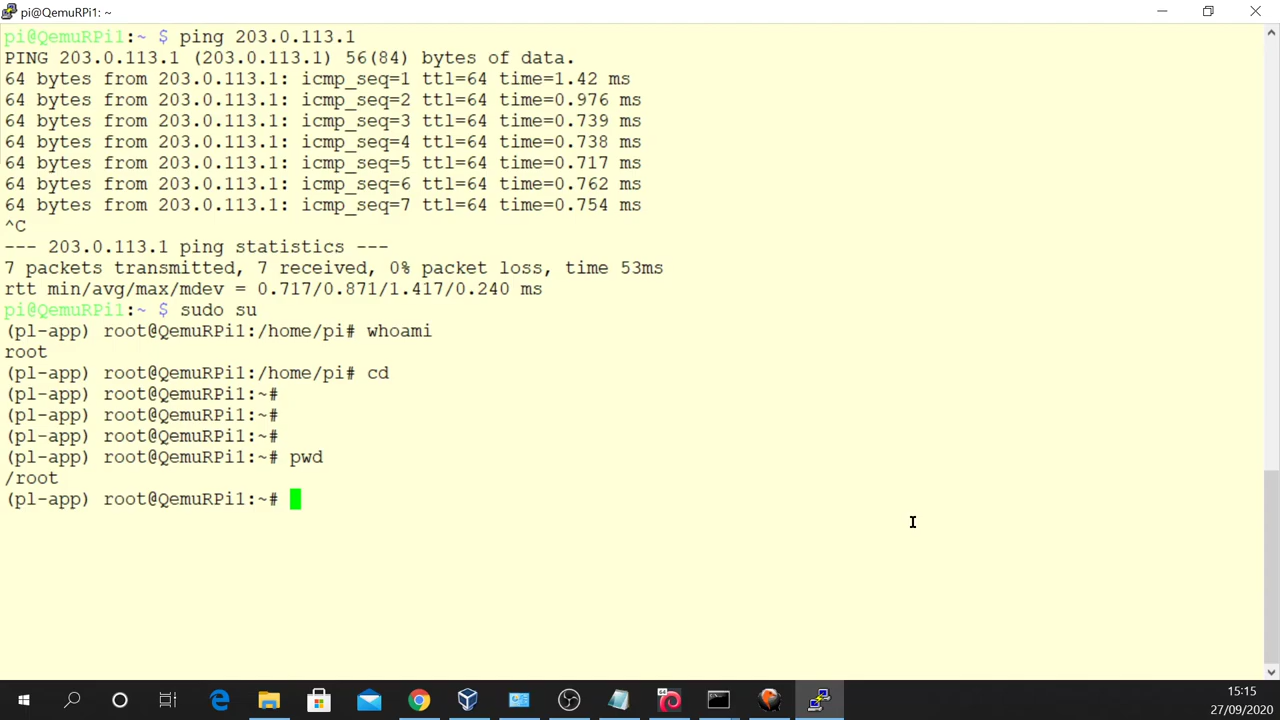 pi@QemuRPi1: ~
pi@QemuRPi1:~ $ ping 203.0.113.1
PING 203.0.113.1 (203.0.113.1) 56(84) bytes of data.
64 bytes from 203.0.113.1: icmp_seq=1 ttl=64 time=1.42 ms
64 bytes from 203.0.113.1: icmp_seq=2 ttl=64 time=0.976 ms
64 bytes from 203.0.113.1: icmp_seq=3 ttl=64 time=0.739 ms
64 bytes from 203.0.113.1: icmp_seq=4 ttl=64 time=0.738 ms
64 bytes from 203.0.113.1: icmp_seq=5 ttl=64 time=0.717 ms
64 bytes from 203.0.113.1: icmp_seq=6 ttl=64 time=0.762 ms
64 bytes from 203.0.113.1: icmp_seq=7 ttl=64 time=0.754 ms
^C
--- 203.0.113.1 ping statistics ---
7 packets transmitted, 7 received, 0% packet loss, time 53ms
rtt min/avg/max/mdev = 0.717/0.871/1.417/0.240 ms
pi@QemuRPi1:~ $ sudo su
(pl-app) root@QemuRPi1:/home/pi# whoami
root
(pl-app) root@QemuRPi1:/home/pi# cd
(pl-app) root@QemuRPi1:~#
(pl-app) root@QemuRPi1:~#
(pl-app) root@QemuRPi1:~#
(pl-app) root@QemuRPi1:~# pwd
/root
(pl-app) root@QemuRPi1:~#
15:15
27/09/2020